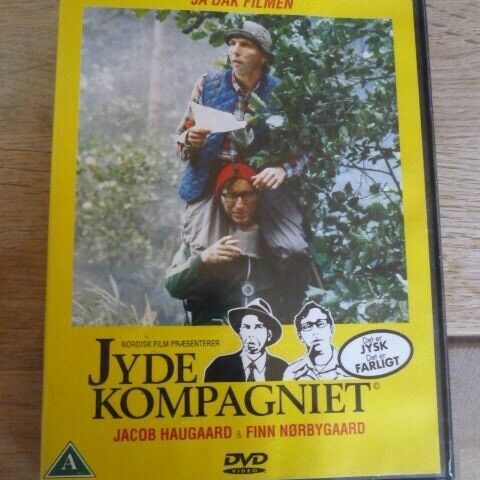 JA DAK FILMEN
NORDISK FILM PRÆSENTERER
JYDE
KOMPAGNIET©
Det er
JYSK
Det er
FARLIGT
JACOB HAUGAARD & FINN NØRBYGAARD
A
DVD
VIDEO